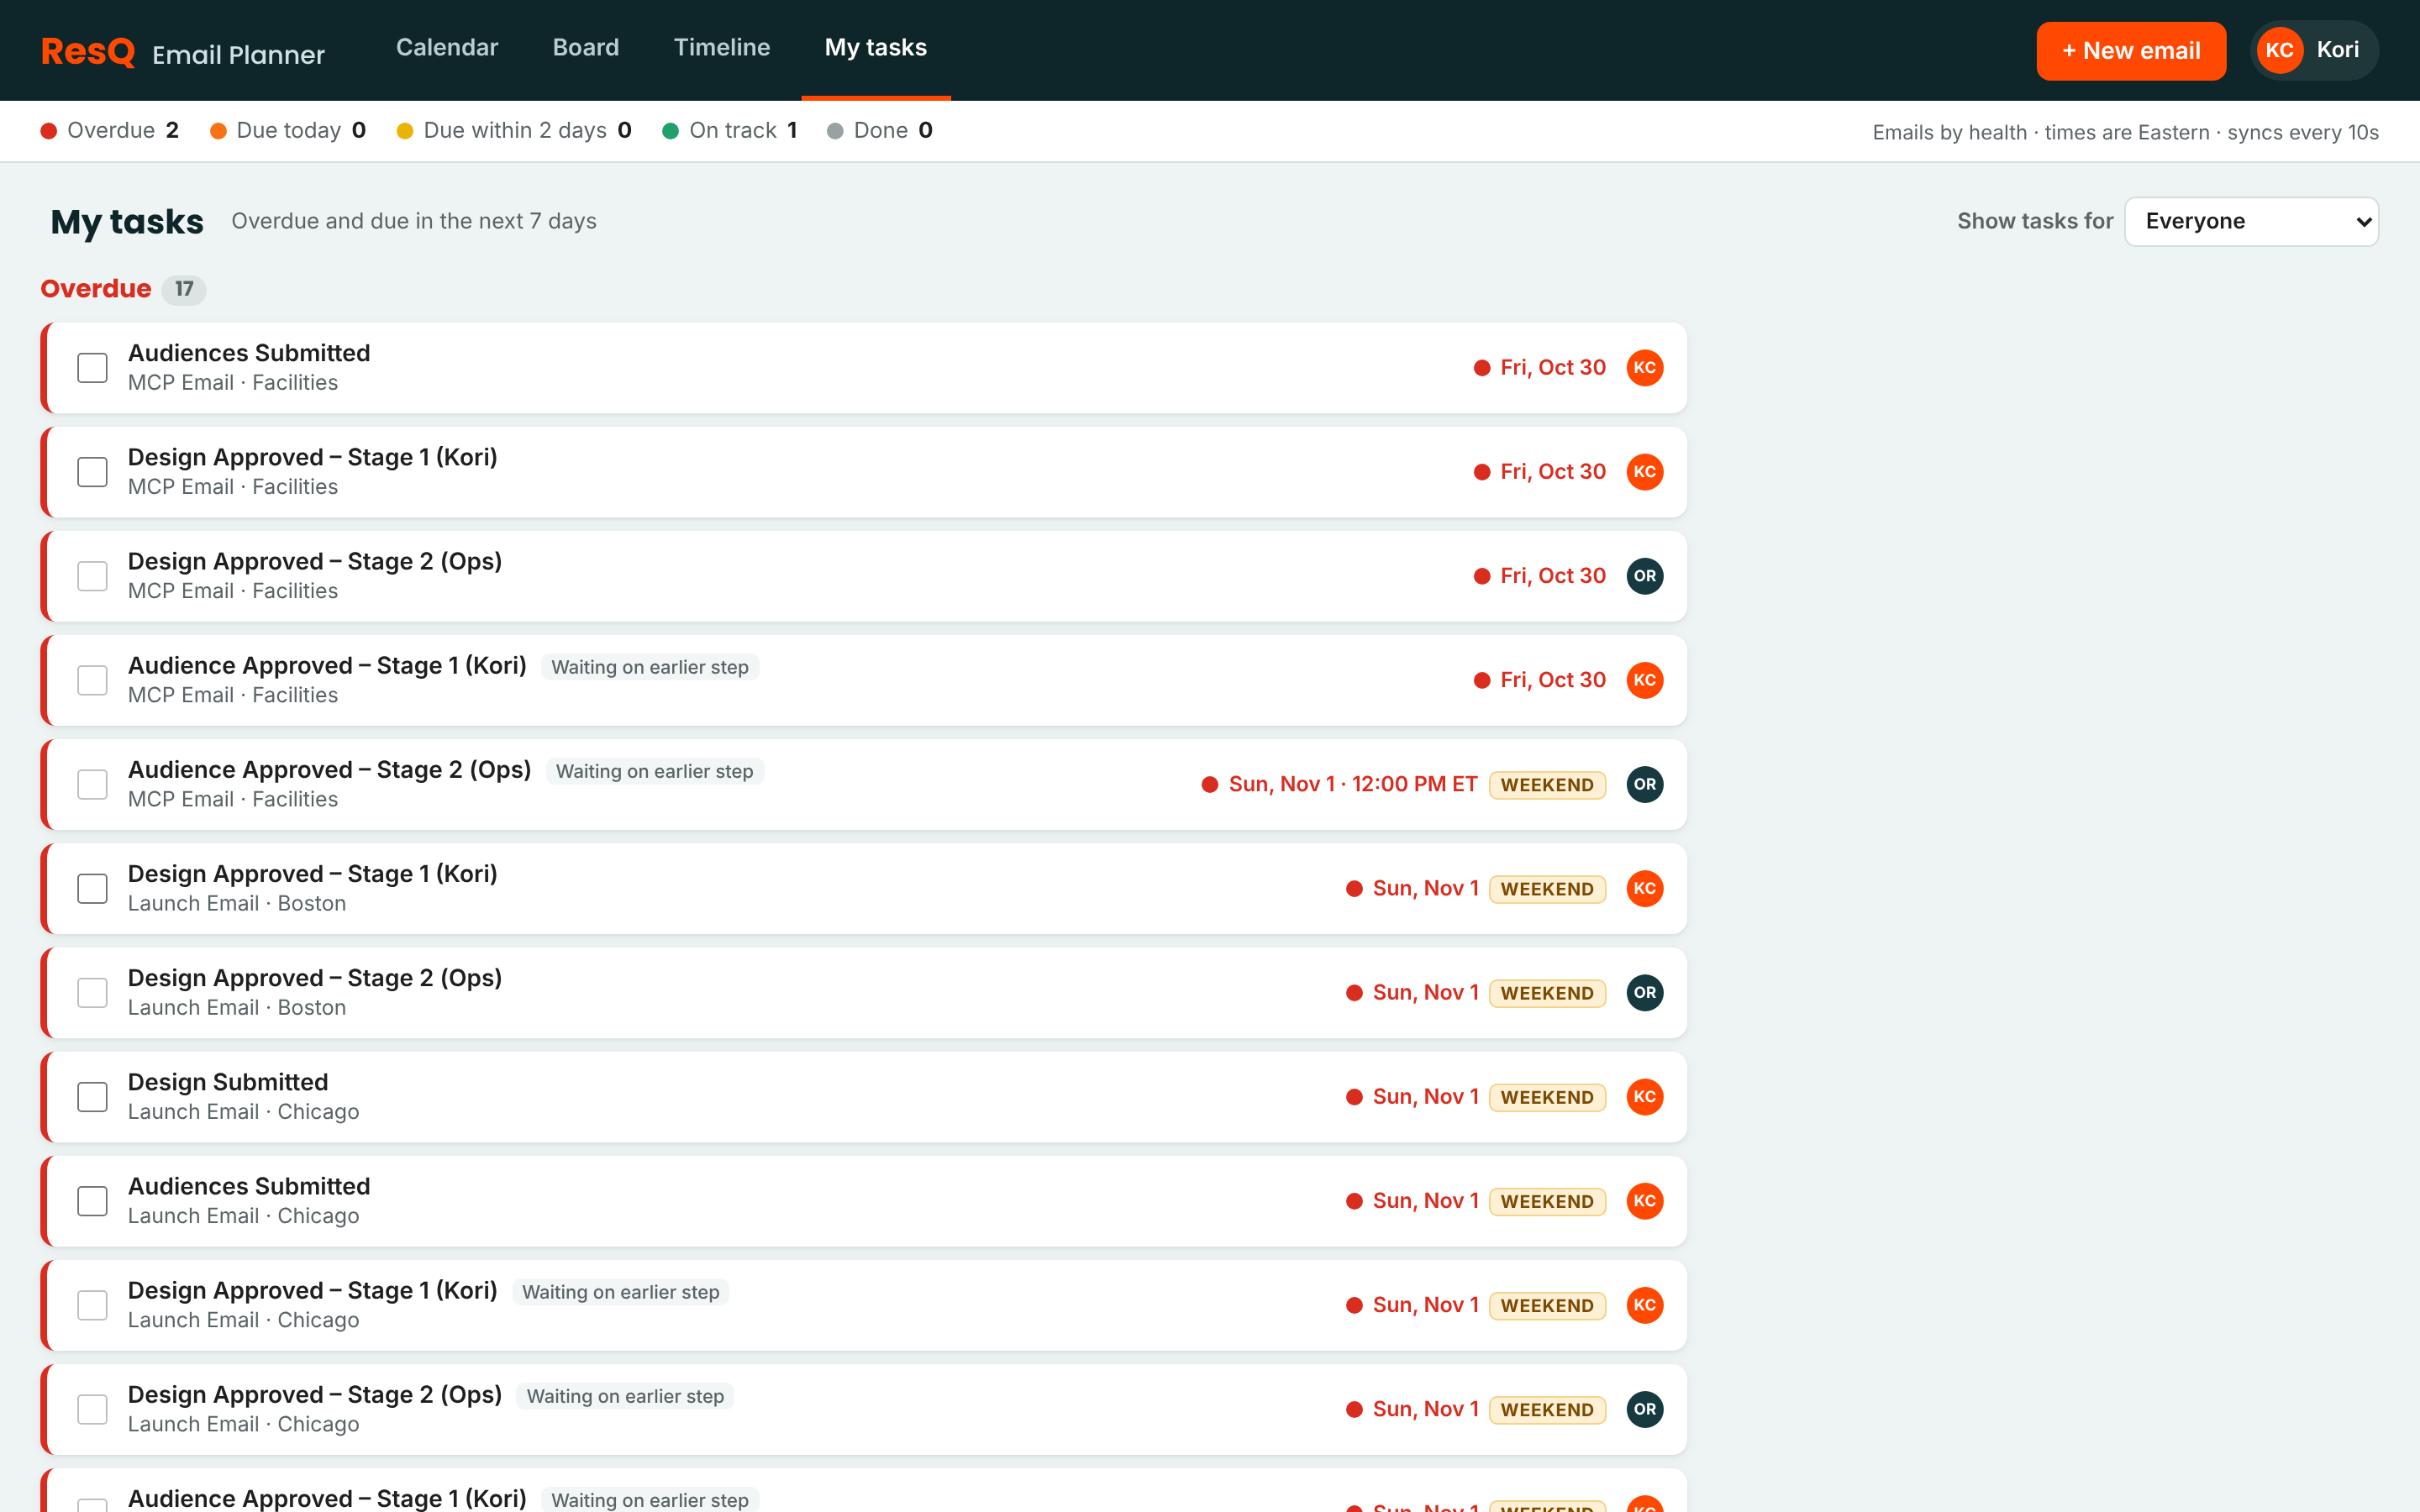 ResQ Email Planner Calendar Board Timeline My tasks + New email KC Kori
Overdue 2 Due today 0 Due within 2 days 0 On track 1 Done 0 Emails by health · times are Eastern · syncs every 10s
My tasks Overdue and due in the next 7 days Show tasks for Everyone
Overdue 17
Audiences Submitted
MCP Email · Facilities
Fri, Oct 30 KC
Design Approved – Stage 1 (Kori)
MCP Email · Facilities
Fri, Oct 30 KC
Design Approved – Stage 2 (Ops)
MCP Email · Facilities
Fri, Oct 30 OR
Audience Approved – Stage 1 (Kori) Waiting on earlier step
MCP Email · Facilities
Fri, Oct 30 KC
Audience Approved – Stage 2 (Ops) Waiting on earlier step
MCP Email · Facilities
Sun, Nov 1 · 12:00 PM ET WEEKEND OR
Design Approved – Stage 1 (Kori)
Launch Email · Boston
Sun, Nov 1 WEEKEND KC
Design Approved – Stage 2 (Ops)
Launch Email · Boston
Sun, Nov 1 WEEKEND OR
Design Submitted
Launch Email · Chicago
Sun, Nov 1 WEEKEND KC
Audiences Submitted
Launch Email · Chicago
Sun, Nov 1 WEEKEND KC
Design Approved – Stage 1 (Kori) Waiting on earlier step
Launch Email · Chicago
Sun, Nov 1 WEEKEND KC
Design Approved – Stage 2 (Ops) Waiting on earlier step
Launch Email · Chicago
Sun, Nov 1 WEEKEND OR
Audience Approved – Stage 1 (Kori) Waiting on earlier step
Sun, Nov 1 WEEKEND KC